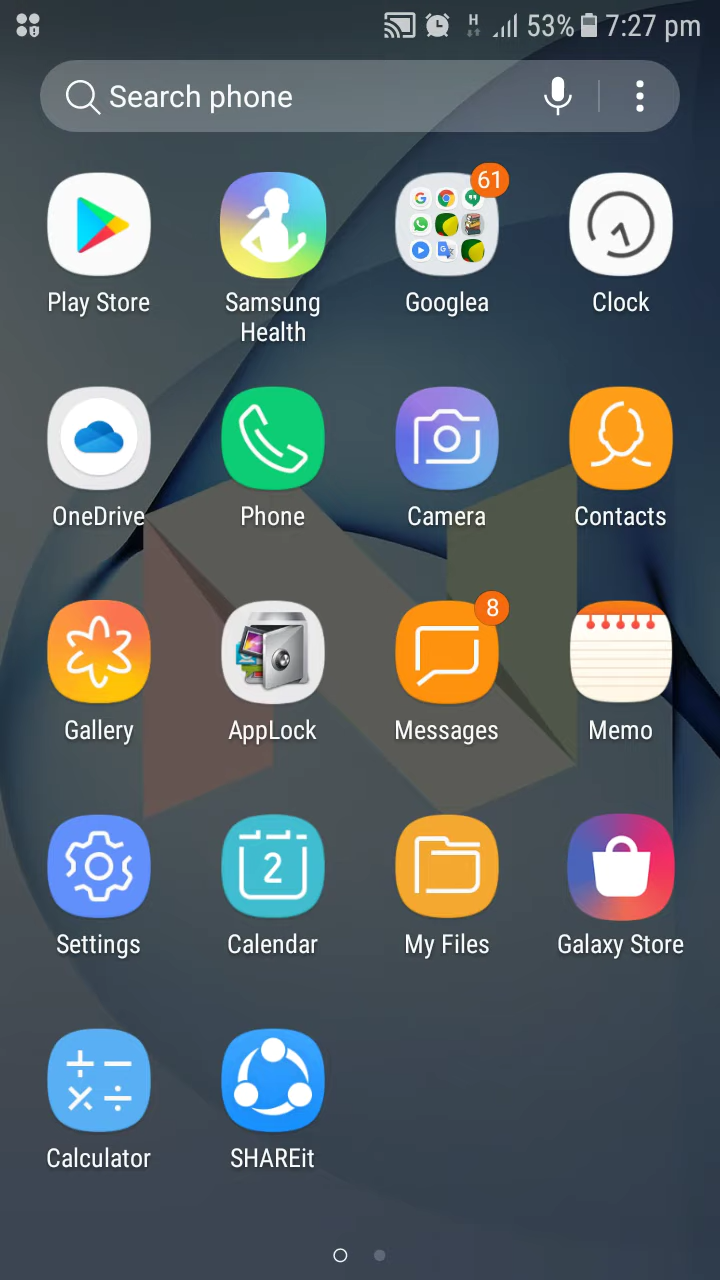 H 53% 7:27 pm
Search phone
61
Play Store
Samsung
Health
Googlea
Clock
OneDrive
Phone
Camera
Contacts
8
Gallery
AppLock
Messages
Memo
2
Settings
Calendar
My Files
Galaxy Store
Calculator
SHAREit